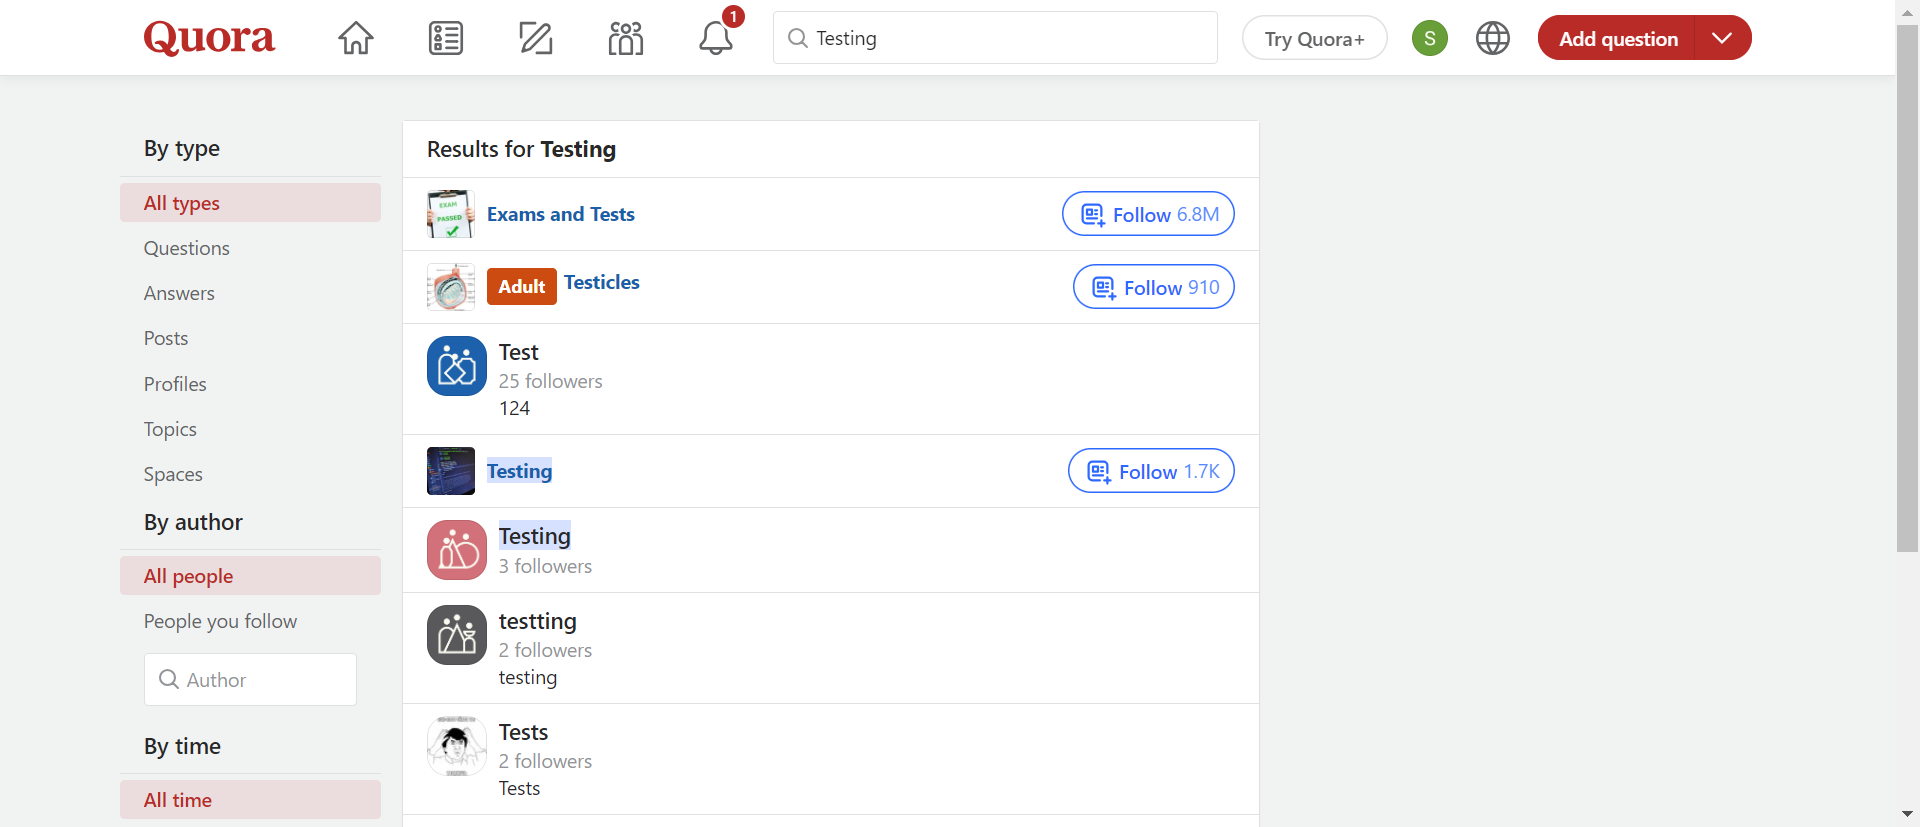 Quora
1
Testing
Try Quora+
S
Add question
By type
All types
Questions
Answers
Posts
Profiles
Topics
Spaces
By author
All people
People you follow
Author
By time
All time
Results for Testing
EXAM
PASSED
Exams and Tests
Follow 6.8M
Adult
Testicles
Follow 910
Test
25 followers
124
Testing
Follow 1.7K
Testing
3 followers
testting
2 followers
testing
Tests
2 followers
Tests